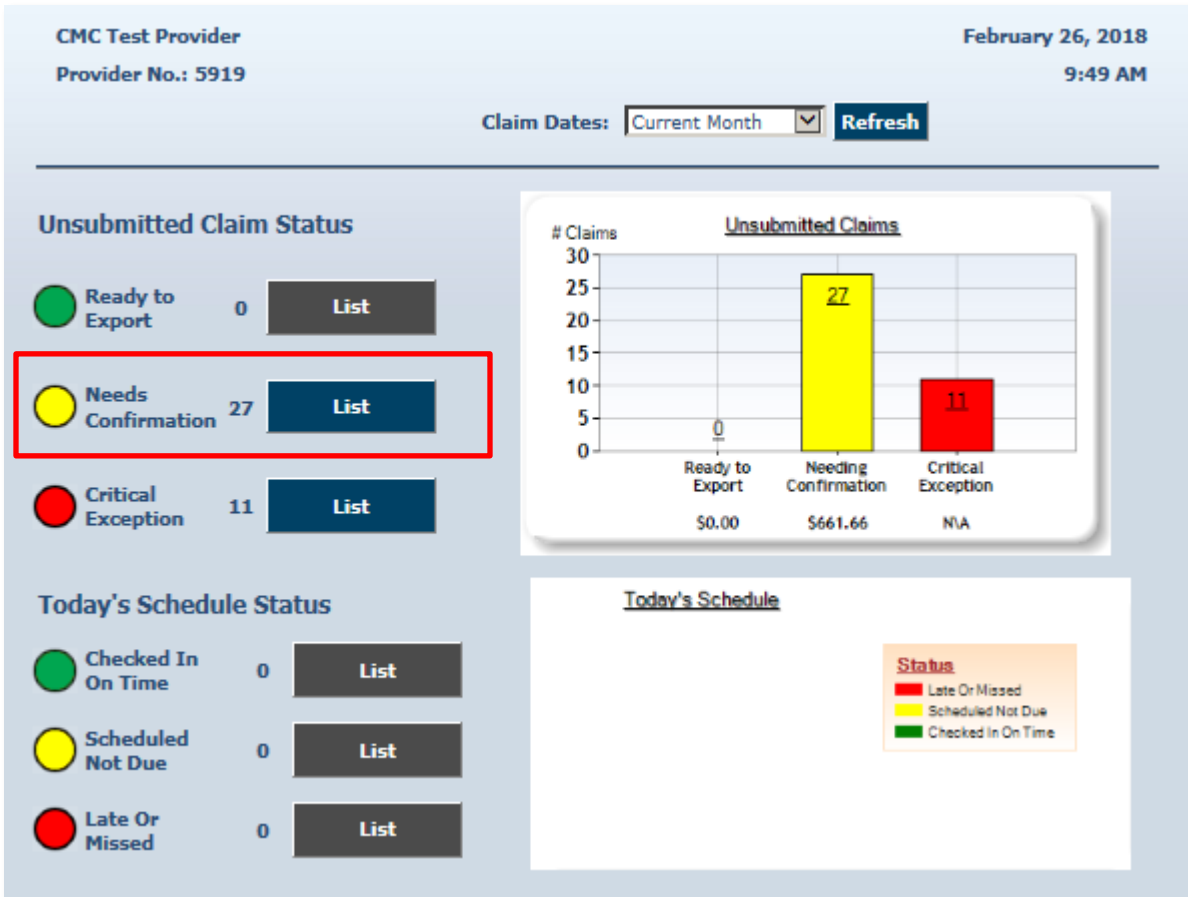 CMC Test Provider
February 26, 2018
Provider No.: 5919
9:49 AM
Claim Dates: Current Month Refresh
Unsubmitted Claim Status
Ready to
Export
0
List
Needs
Confirmation
27
List
Critical
Exception
11
List
Unsubmitted Claims
# Claims
30
25
20
15
10
5
0
0
27
11
Ready to
Export
Needing
Confirmation
Critical
Exception
$0.00
$661.66
N\A
Today's Schedule Status
Checked In
On Time
0
List
Scheduled
Not Due
0
List
Late Or
Missed
0
List
Today's Schedule
Status
Late Or Missed
Scheduled Not Due
Checked In On Time